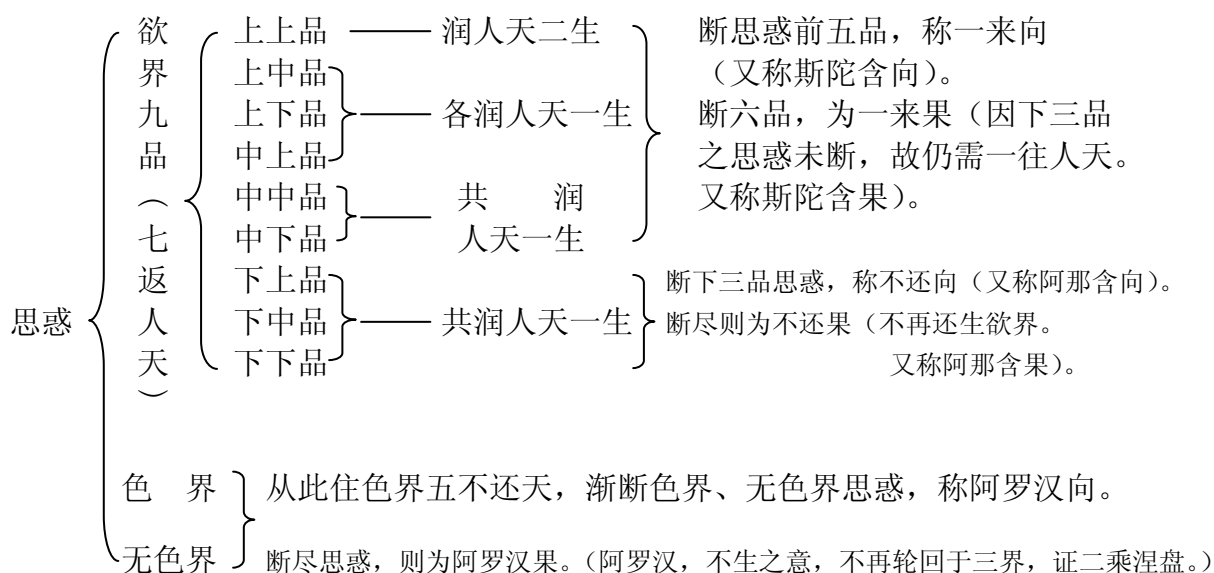 思惑
欲界九品（七返人天）
上上品 —— 润人天二生
上中品
上下品 —— 各润人天一生
中上品
中中品 —— 共 润
中下品 人天一生
下上品
下中品 —— 共润人天一生
下下品
断思惑前五品，称一来向
（又称斯陀含向）。
断六品，为一来果（因下三品
之思惑未断，故仍需一往人天。
又称斯陀含果）。
断下三品思惑，称不还向（又称阿那含向）。
断尽则为不还果（不再还生欲界。
又称阿那含果）。
色 界
无色界
从此住色界五不还天，渐断色界、无色界思惑，称阿罗汉向。
断尽思惑，则为阿罗汉果。（阿罗汉，不生之意，不再轮回于三界，证二乘涅盘。）